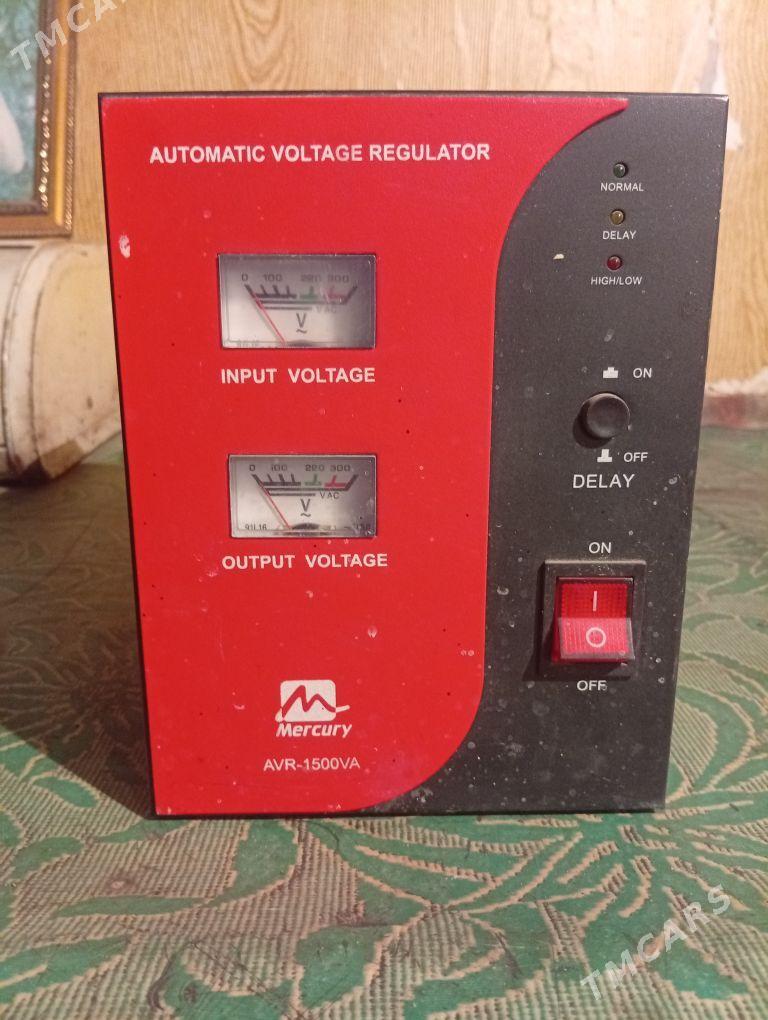 TMCARS
AUTOMATIC VOLTAGE REGULATOR
NORMAL
DELAY
HIGH/LOW
0 100 220 300
VAC
V
~
INPUT VOLTAGE
ON
OFF
DELAY
0 100 220 300
VAC
V
~
91L16
OUTPUT VOLTAGE
ON
I
O
OFF
Mercury
AVR-1500VA
TMCARS